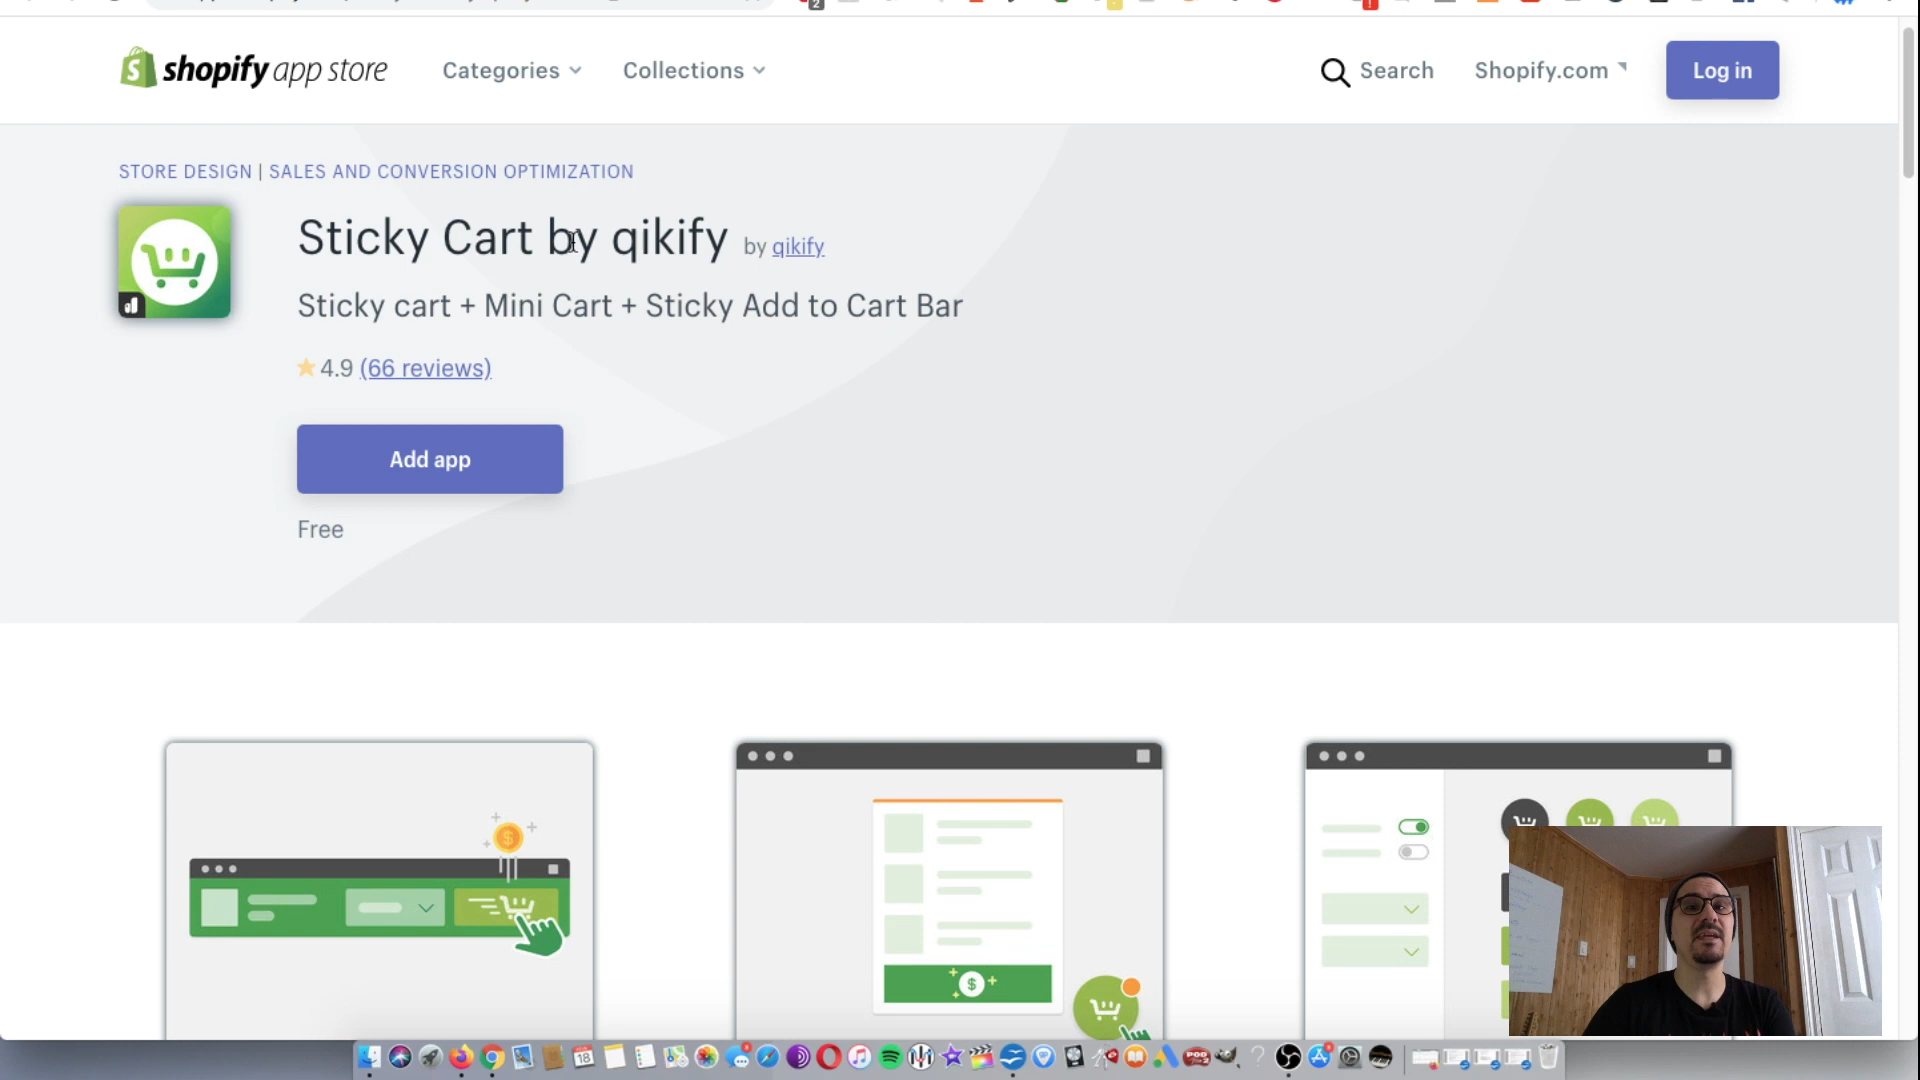 shopify app store
Categories
Collections
Search
Shopify.com
Log in
STORE DESIGN | SALES AND CONVERSION OPTIMIZATION
Sticky Cart by qikify by qikify
Sticky cart + Mini Cart + Sticky Add to Cart Bar
4.9 (66 reviews)
Add app
Free